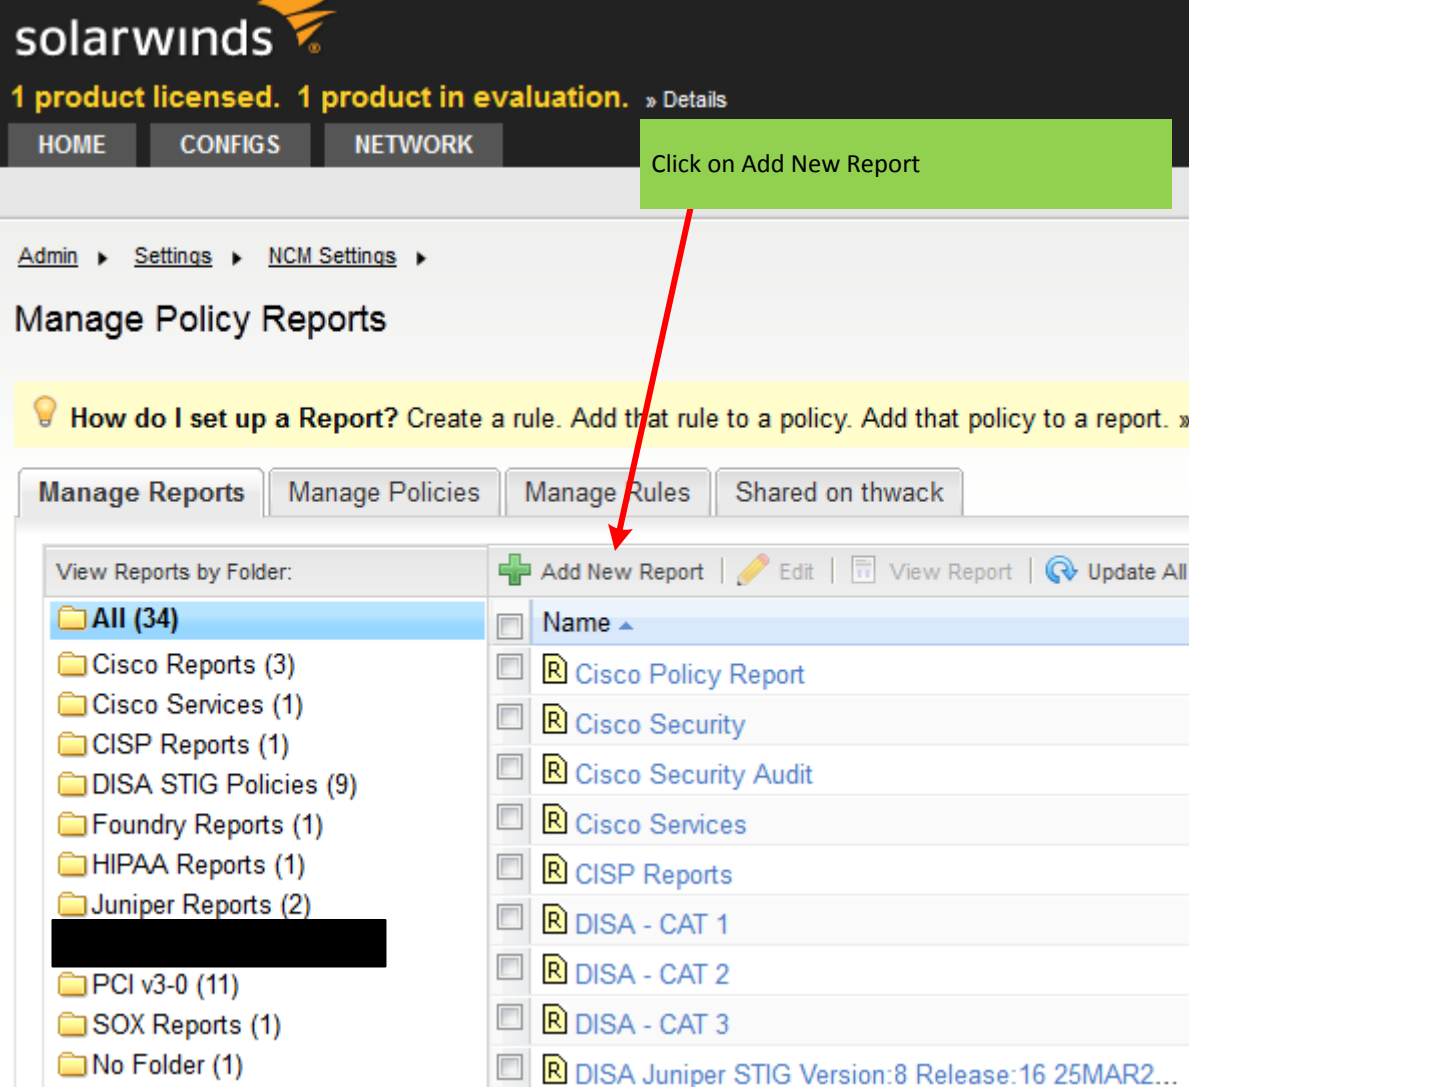 solarwinds
1 product licensed. 1 product in evaluation. » Details
HOME CONFIGS NETWORK
Click on Add New Report
Admin ▸ Settings ▸ NCM Settings ▸
Manage Policy Reports
How do I set up a Report? Create a rule. Add that rule to a policy. Add that policy to a report. »
Manage Reports Manage Policies Manage Rules Shared on thwack
View Reports by Folder:
Add New Report | Edit | View Report | Update All
All (34)
Cisco Reports (3)
Cisco Services (1)
CISP Reports (1)
DISA STIG Policies (9)
Foundry Reports (1)
HIPAA Reports (1)
Juniper Reports (2)
PCI v3-0 (11)
SOX Reports (1)
No Folder (1)
Name
R Cisco Policy Report
R Cisco Security
R Cisco Security Audit
R Cisco Services
R CISP Reports
R DISA - CAT 1
R DISA - CAT 2
R DISA - CAT 3
R DISA Juniper STIG Version:8 Release:16 25MAR2...